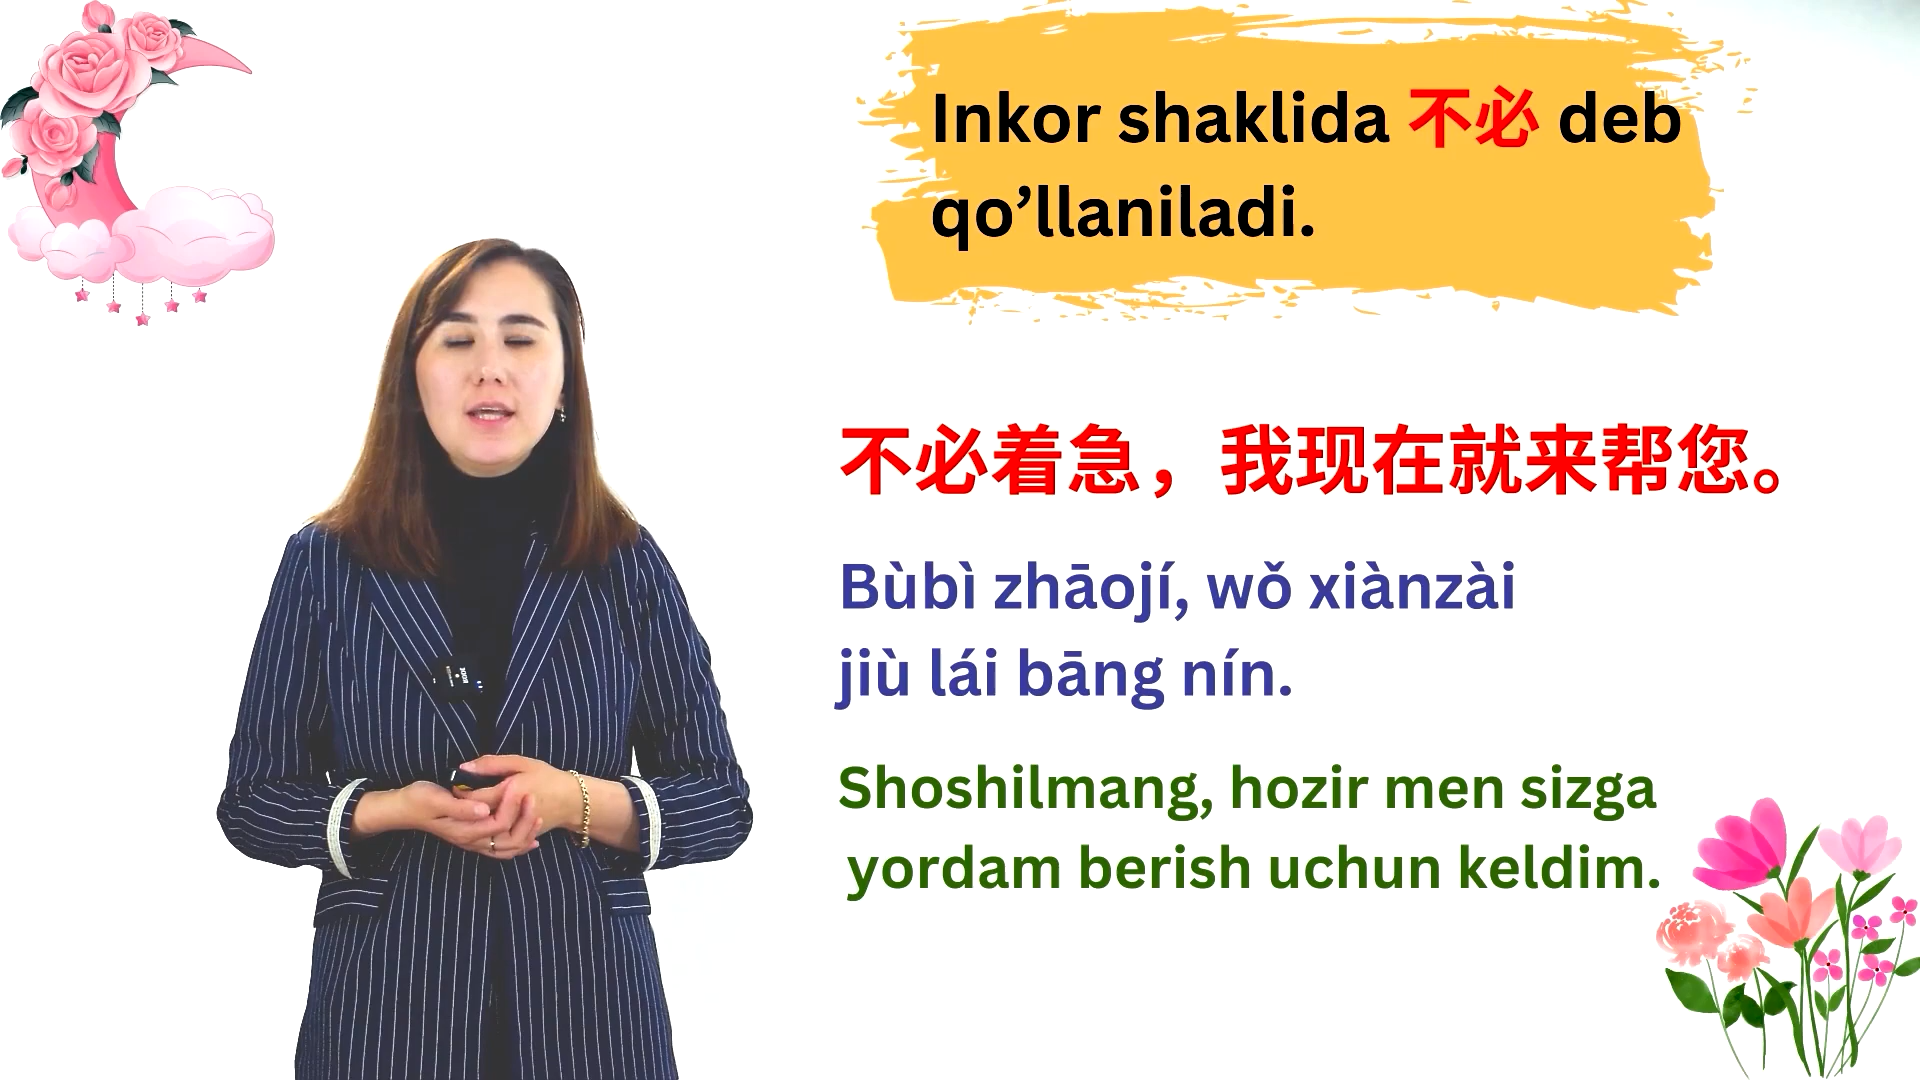 Inkor shaklida 不必 deb
qo’llaniladi.
不必着急，我现在就来帮您。
Bùbì zhāojí, wǒ xiànzài
jiù lái bāng nín.
Shoshilmang, hozir men sizga
yordam berish uchun keldim.